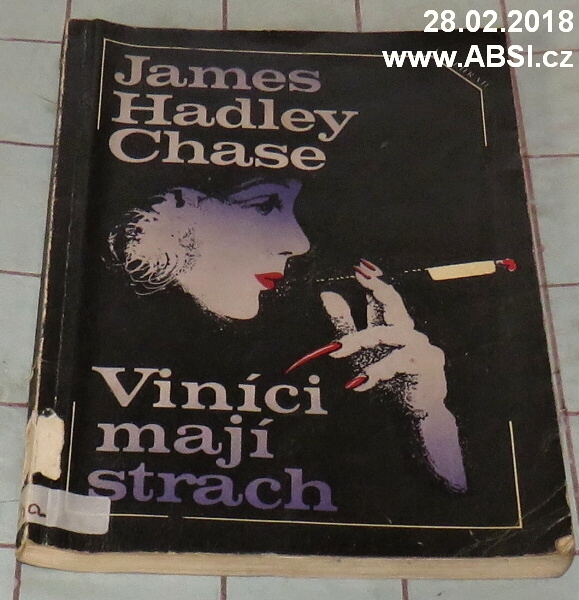 28.02.2018
www.ABSI.cz
James
Hadley
Chase
Viníci
mají
strach
a